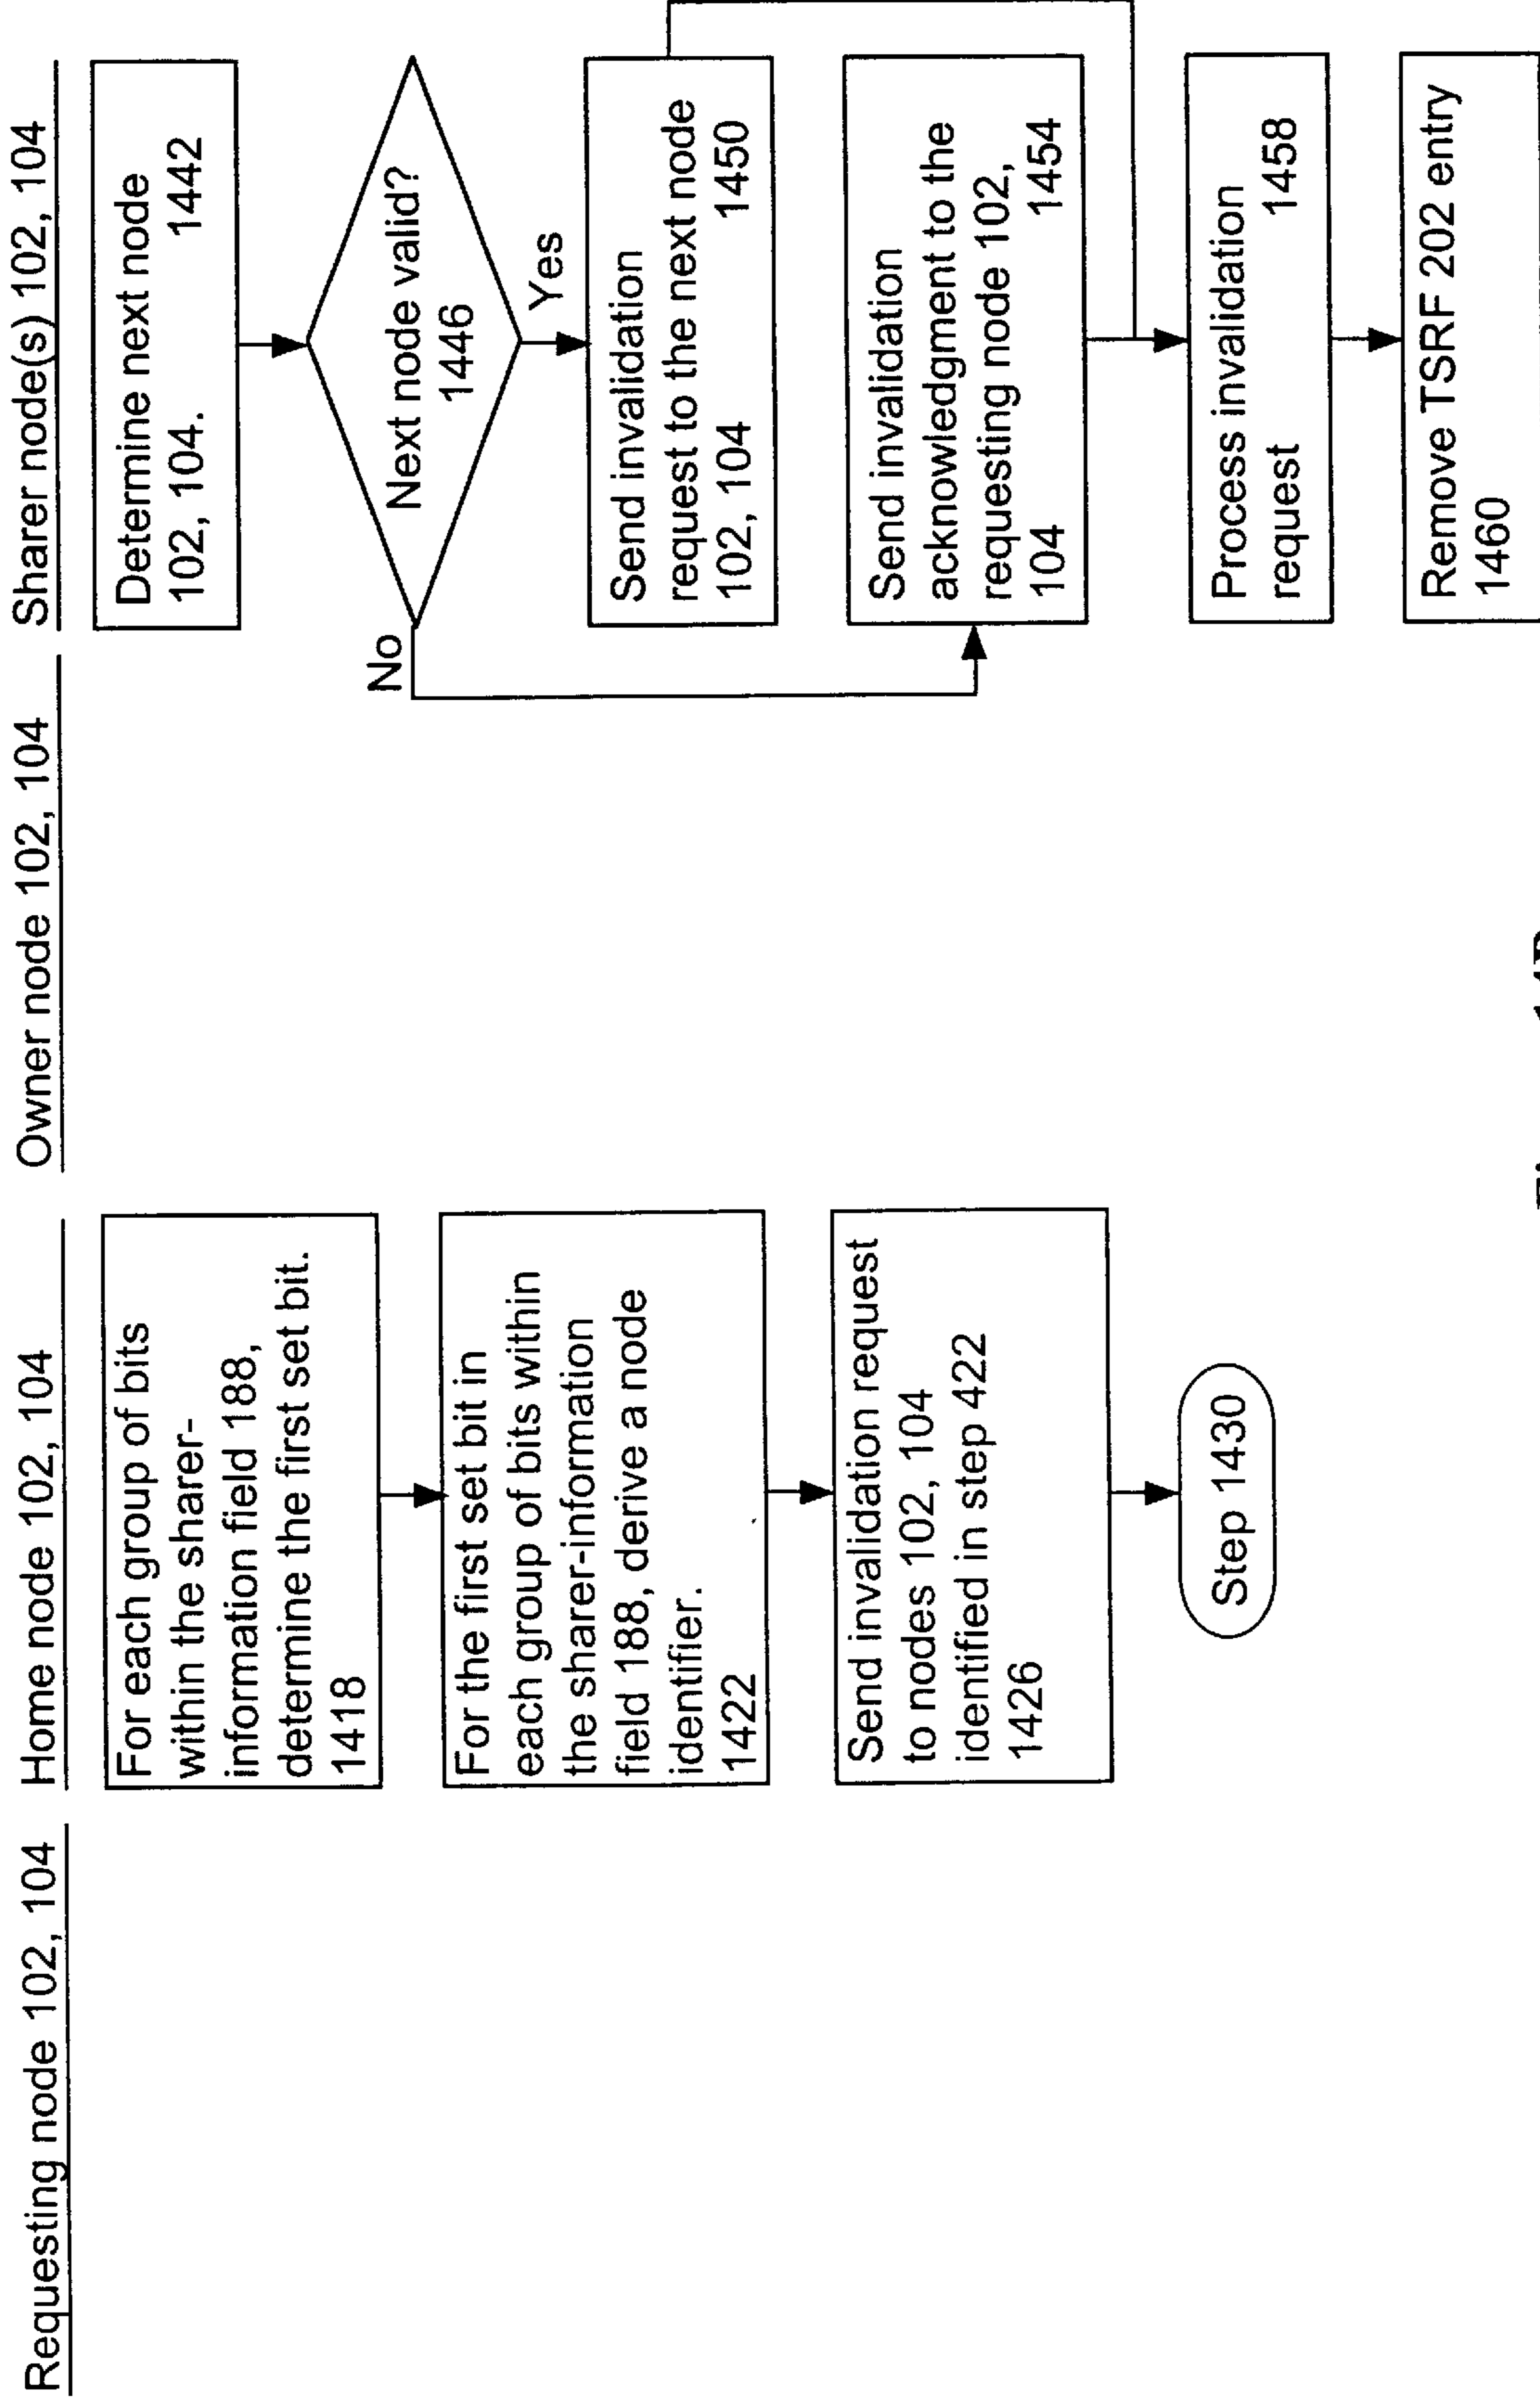 Requesting node 102, 104
Home node 102, 104
Owner node 102, 104
Sharer node(s) 102, 104
For each group of bits
within the sharer-
information field 188,
determine the first set bit.
1418
For the first set bit in
each group of bits within
the sharer-information
field 188, derive a node
identifier.
1422
Send invalidation request
to nodes 102, 104
identified in step 422
1426
Step 1430
Determine next node
102, 104. 1442
Next node valid?
1446
No
Yes
Send invalidation
request to the next node
102, 104 1450
Send invalidation
acknowledgment to the
requesting node 102,
104 1454
Process invalidation
request 1458
Remove TSRF 202 entry
1460